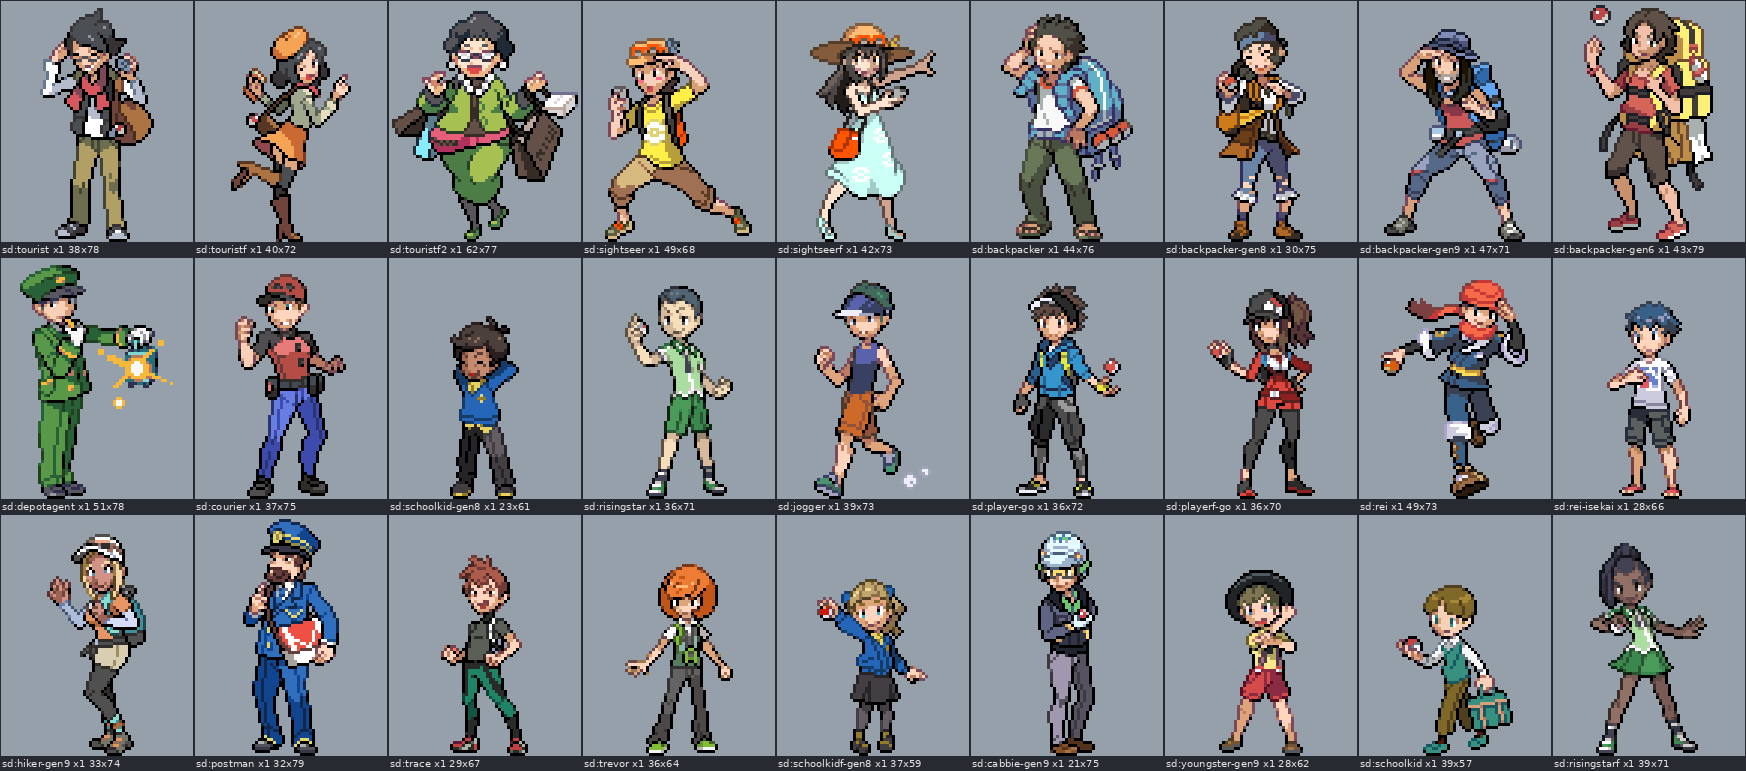 sd:tourist x1 38x78
sd:touristf x1 40x72
sd:touristf2 x1 62x77
sd:sightseer x1 49x68
sd:sightseerf x1 42x73
sd:backpacker x1 44x76
sd:backpacker-gen8 x1 30x75
sd:backpacker-gen9 x1 47x71
sd:backpacker-gen6 x1 43x79
sd:depotagent x1 51x78
sd:courier x1 37x75
sd:schoolkid-gen8 x1 23x61
sd:risingstar x1 36x71
sd:jogger x1 39x73
sd:player-go x1 36x72
sd:playerf-go x1 36x70
sd:rei x1 49x73
sd:rei-isekai x1 28x66
sd:hiker-gen9 x1 33x74
sd:postman x1 32x79
sd:trace x1 29x67
sd:trevor x1 36x64
sd:schoolkidf-gen8 x1 37x59
sd:cabbie-gen9 x1 21x75
sd:youngster-gen9 x1 28x62
sd:schoolkid x1 39x57
sd:risingstarf x1 39x71